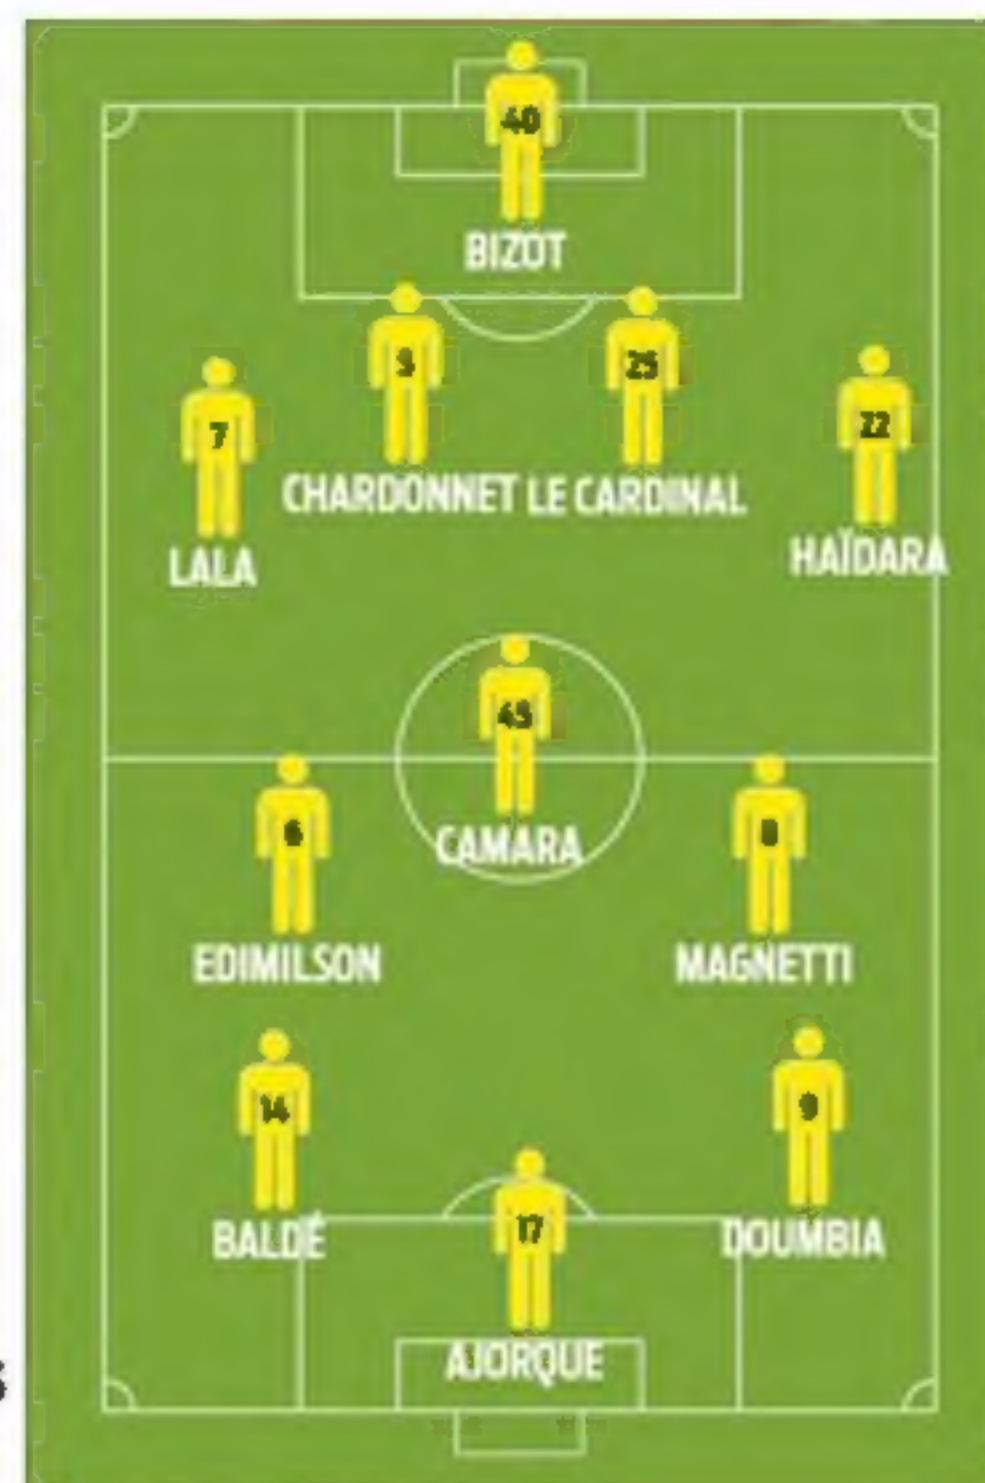 40
BIZOT
5
25
7
22
CHARDONNET LE CARDINAL
LALA
HAÏDARA
45
CAMARA
6
8
EDIMILSON
MAGNETTI
14
9
BALDÉ
DOUMBIA
17
AJORQUE